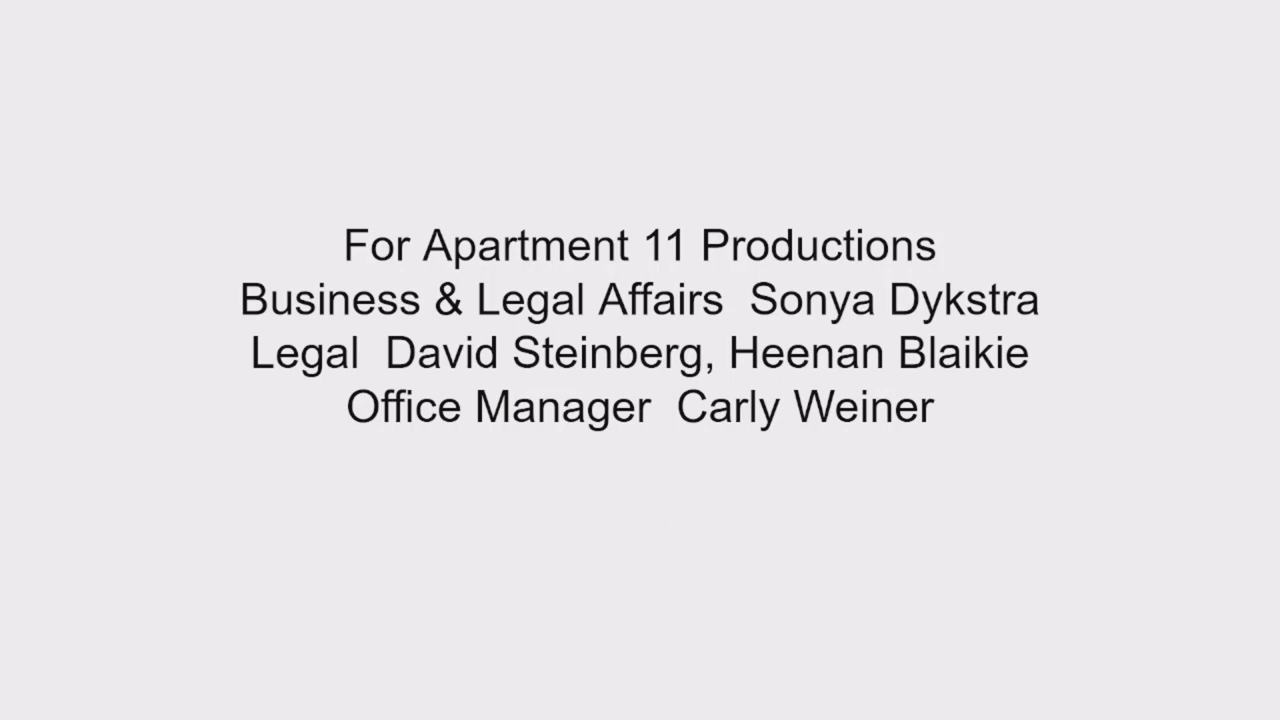 For Apartment 11 Productions
Business & Legal Affairs  Sonya Dykstra
Legal  David Steinberg, Heenan Blaikie
Office Manager  Carly Weiner